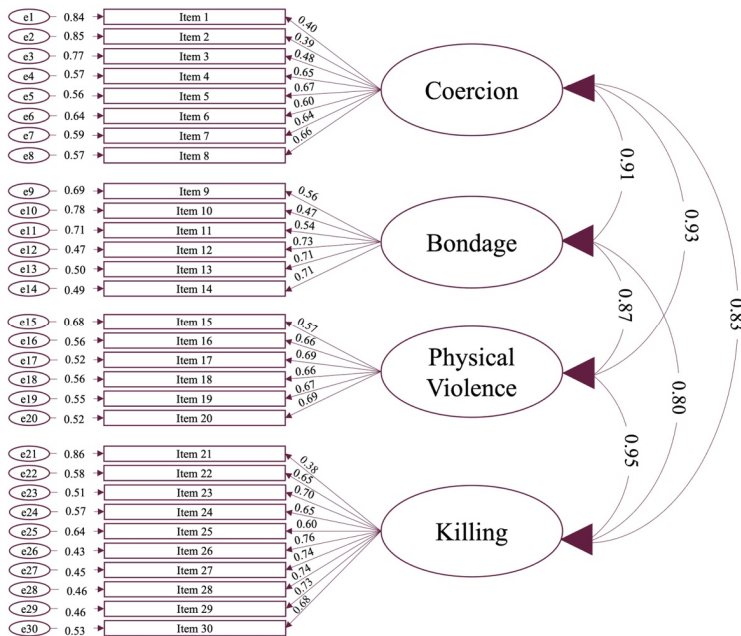 e1 0.84 Item 1 0.40
e2 0.85 Item 2 0.39
e3 0.77 Item 3 0.48
e4 0.57 Item 4 0.65
e5 0.56 Item 5 0.67
e6 0.64 Item 6 0.60
e7 0.59 Item 7 0.64
e8 0.57 Item 8 0.66
Coercion
e9 0.69 Item 9 0.56
e10 0.78 Item 10 0.47
e11 0.71 Item 11 0.54
e12 0.47 Item 12 0.73
e13 0.50 Item 13 0.71
e14 0.49 Item 14 0.71
Bondage
e15 0.68 Item 15 0.57
e16 0.56 Item 16 0.66
e17 0.52 Item 17 0.69
e18 0.56 Item 18 0.66
e19 0.55 Item 19 0.67
e20 0.52 Item 20 0.69
Physical
Violence
e21 0.86 Item 21 0.38
e22 0.58 Item 22 0.65
e23 0.51 Item 23 0.70
e24 0.57 Item 24 0.65
e25 0.64 Item 25 0.60
e26 0.43 Item 26 0.76
e27 0.45 Item 27 0.74
e28 0.46 Item 28 0.74
e29 0.46 Item 29 0.73
e30 0.53 Item 30 0.68
Killing
0.91
0.93
0.87
0.80
0.95